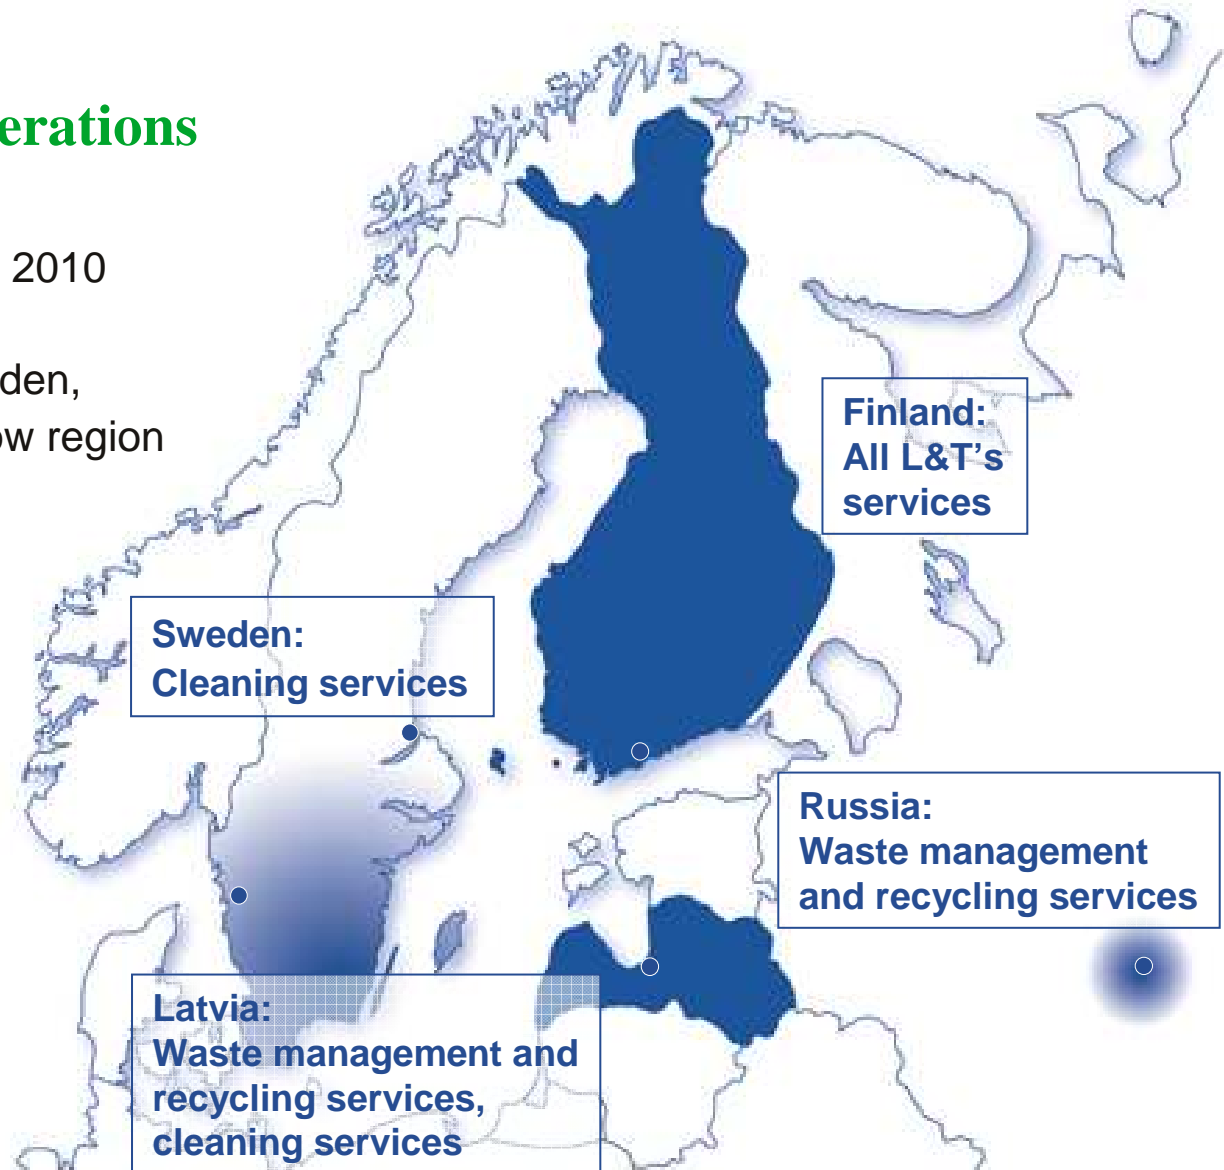 erations
2010
den,
ow region
Finland:
All L&T’s
services
Sweden:
Cleaning services
Russia:
Waste management
and recycling services
Latvia:
Waste management and
recycling services,
cleaning services